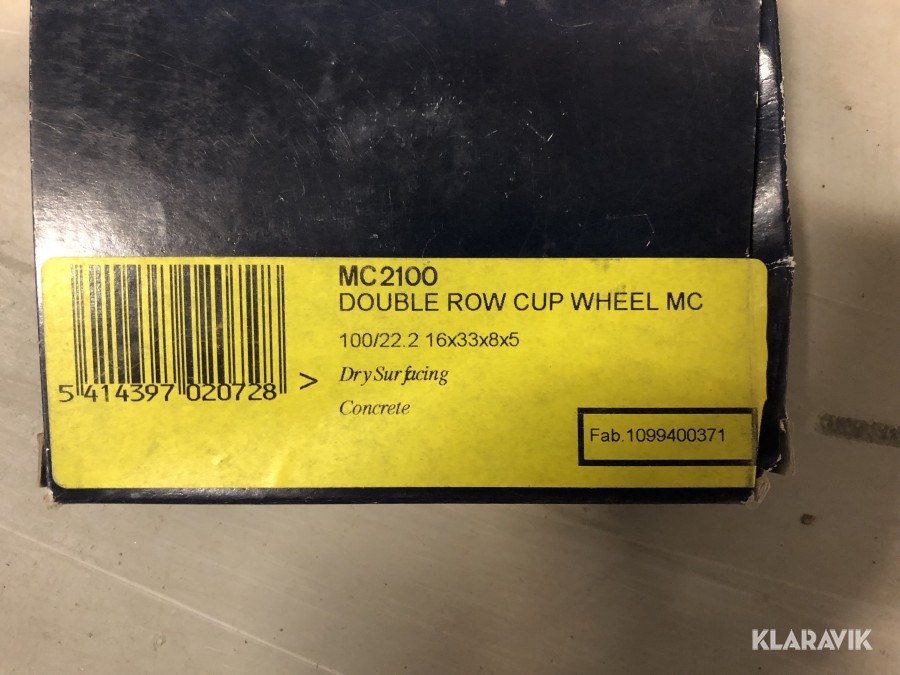 MC2100
DOUBLE ROW CUP WHEEL MC
100/22.2 16x33x8x5
Dry Surfacing
Concrete
5 414397 020728 >
Fab.1099400371
KLARAVIK